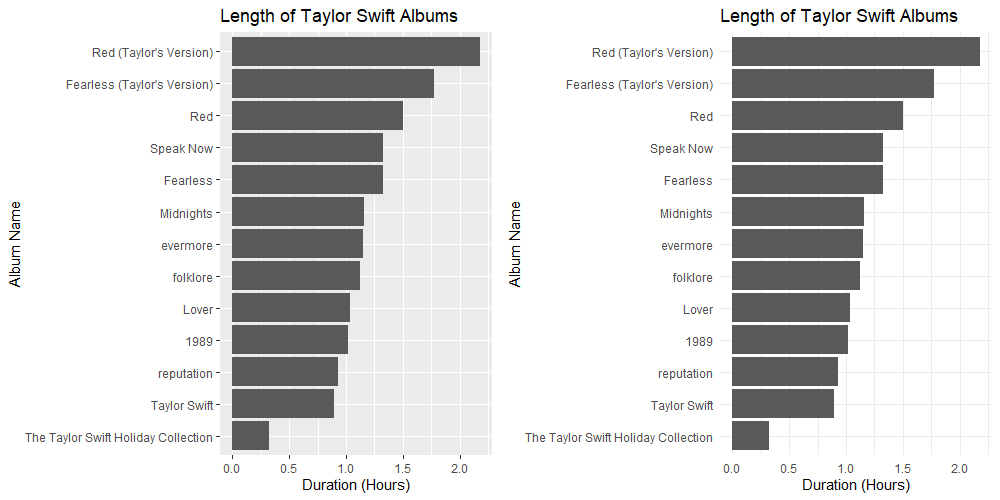 Length of Taylor Swift Albums
Album Name
Red (Taylor's Version)
Fearless (Taylor's Version)
Red
Speak Now
Fearless
Midnights
evermore
folklore
Lover
1989
reputation
Taylor Swift
The Taylor Swift Holiday Collection
0.0 0.5 1.0 1.5 2.0
Duration (Hours)
Length of Taylor Swift Albums
Album Name
Red (Taylor's Version)
Fearless (Taylor's Version)
Red
Speak Now
Fearless
Midnights
evermore
folklore
Lover
1989
reputation
Taylor Swift
The Taylor Swift Holiday Collection
0.0 0.5 1.0 1.5 2.0
Duration (Hours)